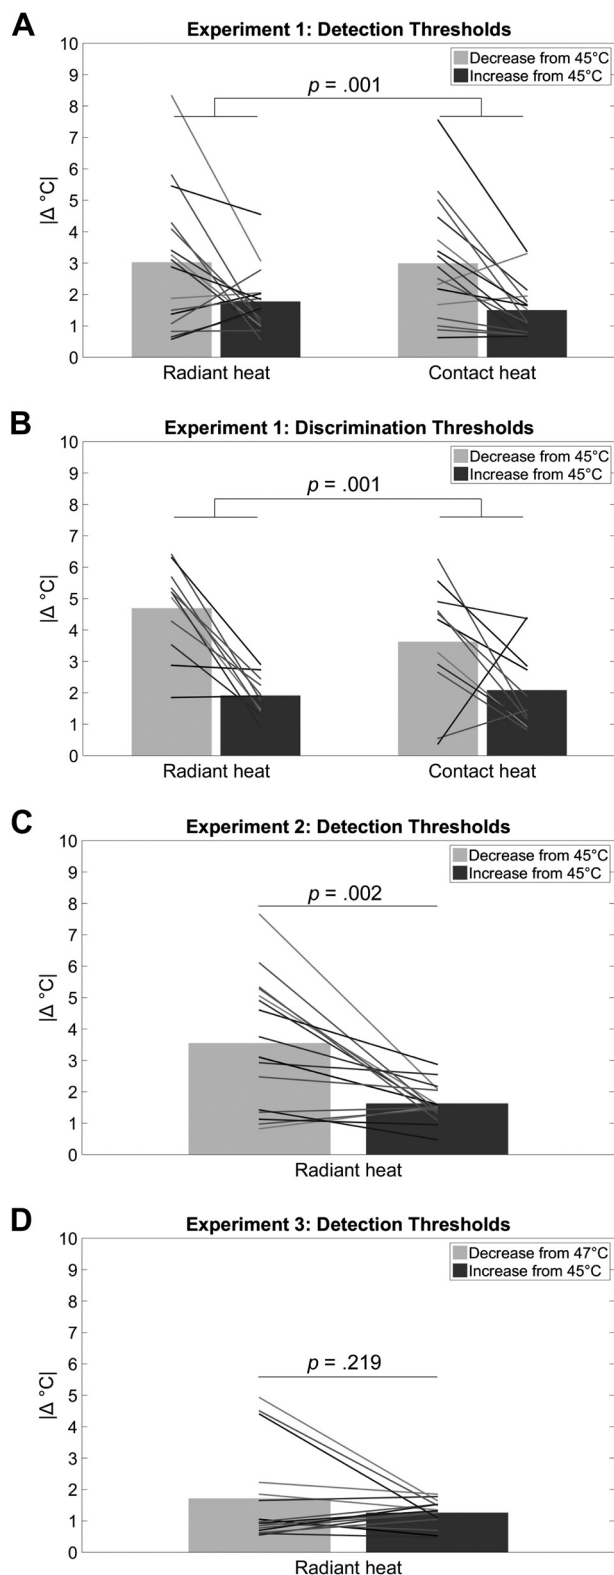 A
Experiment 1: Detection Thresholds
10
9
8
7
6
5
4
3
2
1
0
|Δ °C|
Decrease from 45°C
Increase from 45°C
p = .001
Radiant heat
Contact heat
B
Experiment 1: Discrimination Thresholds
10
9
8
7
6
5
4
3
2
1
0
|Δ °C|
Decrease from 45°C
Increase from 45°C
p = .001
Radiant heat
Contact heat
C
Experiment 2: Detection Thresholds
10
9
8
7
6
5
4
3
2
1
0
|Δ °C|
Decrease from 45°C
Increase from 45°C
p = .002
Radiant heat
D
Experiment 3: Detection Thresholds
10
9
8
7
6
5
4
3
2
1
0
|Δ °C|
Decrease from 47°C
Increase from 45°C
p = .219
Radiant heat